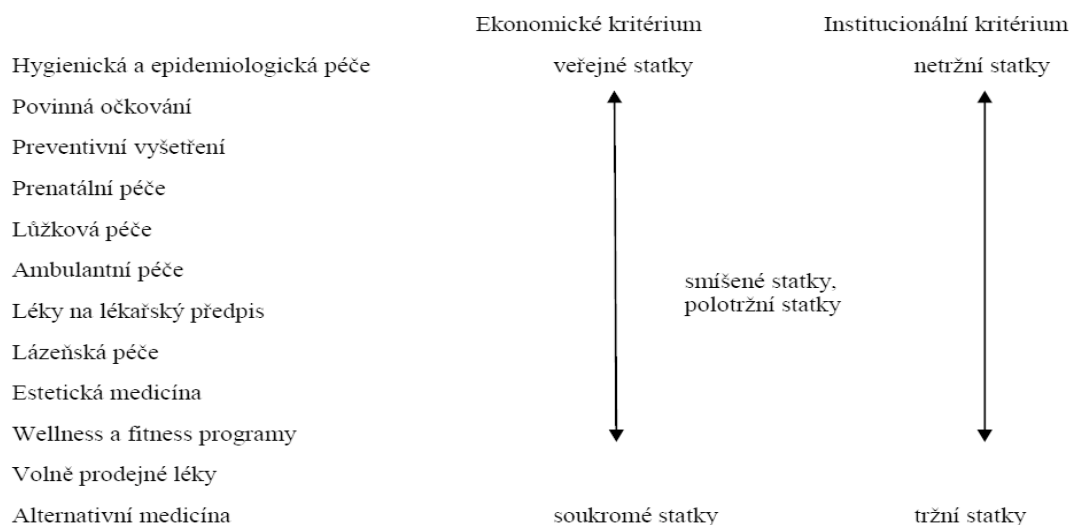 Ekonomické kritérium Institucionální kritérium
Hygienická a epidemiologická péče veřejné statky netržní statky
Povinná očkování
Preventivní vyšetření
Prenatální péče
Lůžková péče
Ambulantní péče
smíšené statky,
polotržní statky
Léky na lékařský předpis
Lázeňská péče
Estetická medicína
Wellness a fitness programy
Volně prodejné léky
Alternativní medicína soukromé statky tržní statky